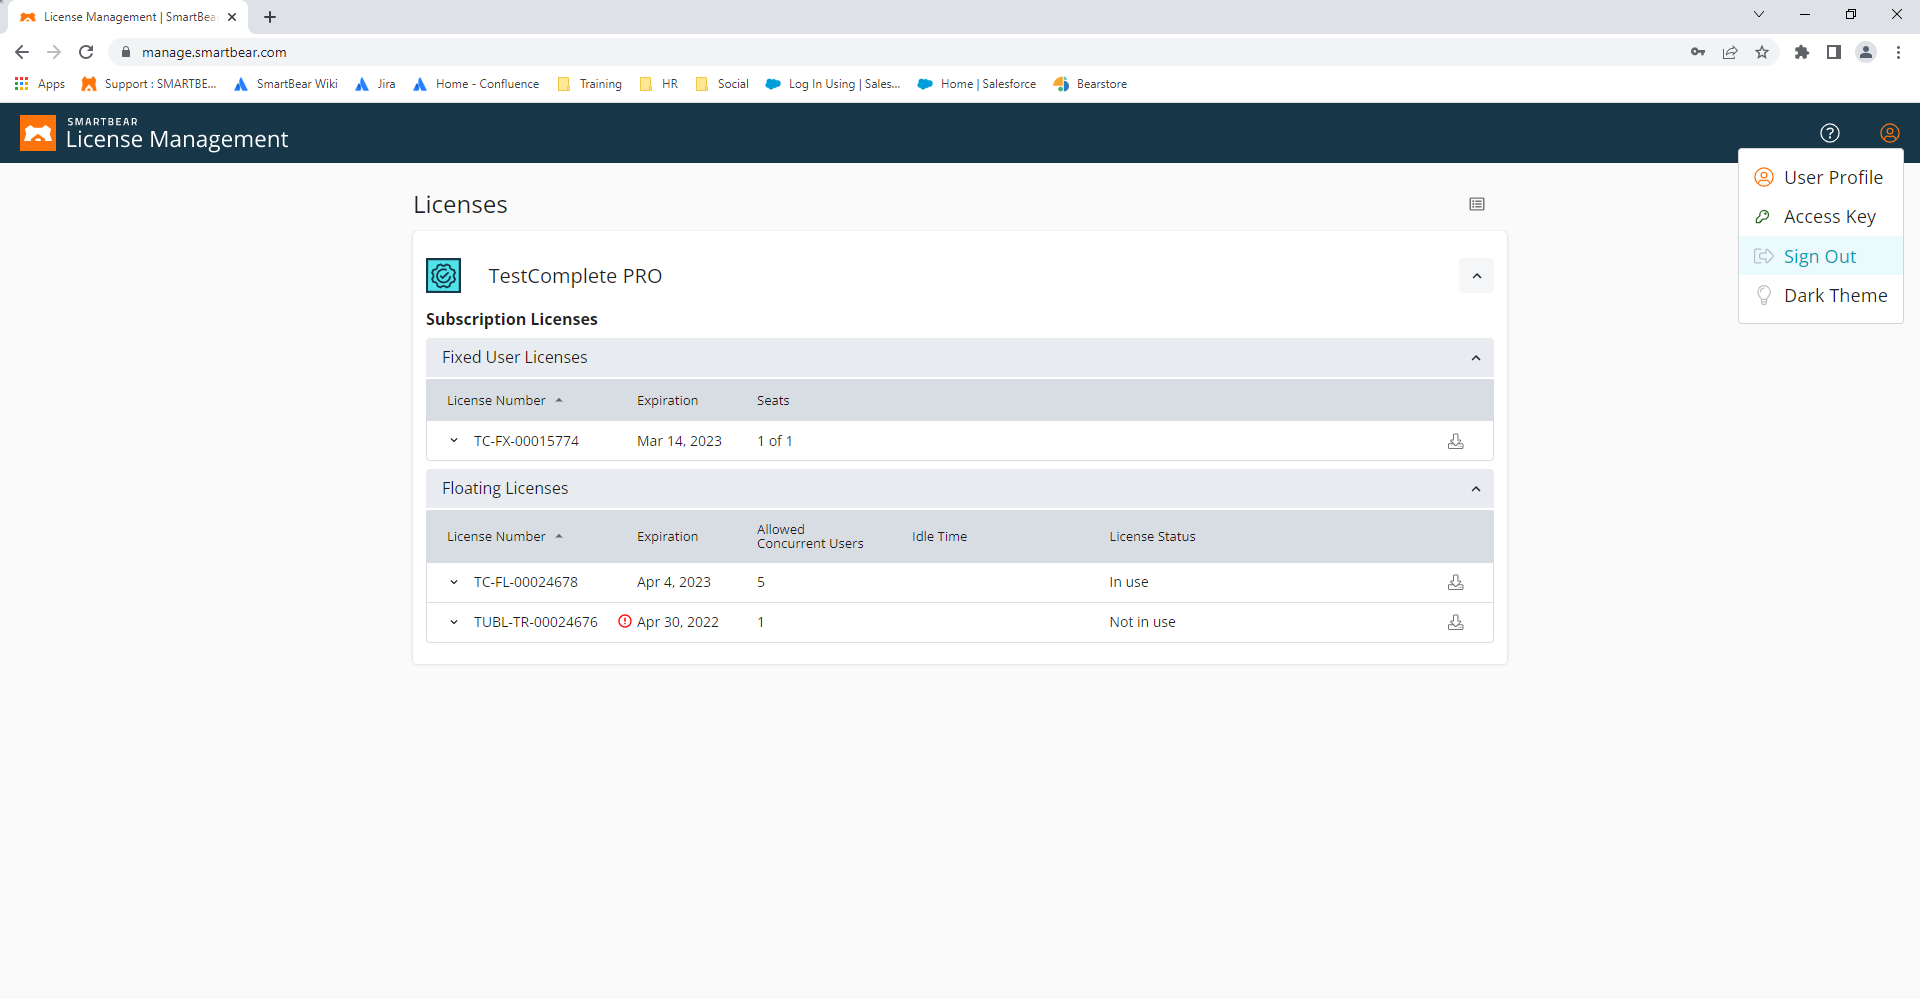 License Management | SmartBea
manage.smartbear.com
Apps
Support : SMARTBE...
SmartBear Wiki
Jira
Home - Confluence
Training
HR
Social
Log In Using | Sales...
Home | Salesforce
Bearstore
SMARTBEAR
License Management
User Profile
Access Key
Sign Out
Dark Theme
Licenses
TestComplete PRO
Subscription Licenses
Fixed User Licenses
License Number Expiration Seats
TC-FX-00015774 Mar 14, 2023 1 of 1
Floating Licenses
License Number Expiration Allowed Concurrent Users Idle Time License Status
TC-FL-00024678 Apr 4, 2023 5 In use
TUBL-TR-00024676 Apr 30, 2022 1 Not in use